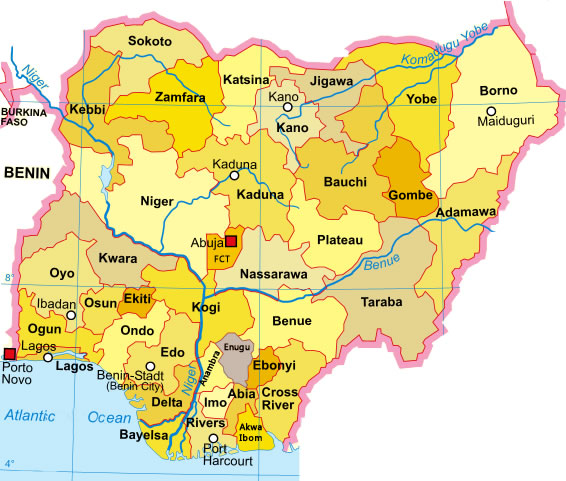 Sokoto
Niger
Kebbi
Zamfara
Katsina
Jigawa
Kano
Kano
Komadugu Yobe
Yobe
Borno
Maiduguri
BURKINA
FASO
BENIN
Kaduna
Kaduna
Niger
Bauchi
Gombe
Adamawa
Abuja
FCT
Plateau
Kwara
Nassarawa
Benue
Taraba
8°
Oyo
Ibadan
Osun
Ekiti
Kogi
Benue
Ogun
Ondo
Lagos
Lagos
Porto
Novo
Edo
Benin-Stadt
(Benin City)
Niger
Anambra
Enugu
Ebonyi
Abia
Cross
River
Delta
Imo
Atlantic Ocean
Bayelsa
Rivers
Akwa
Ibom
Port
Harcourt
4°